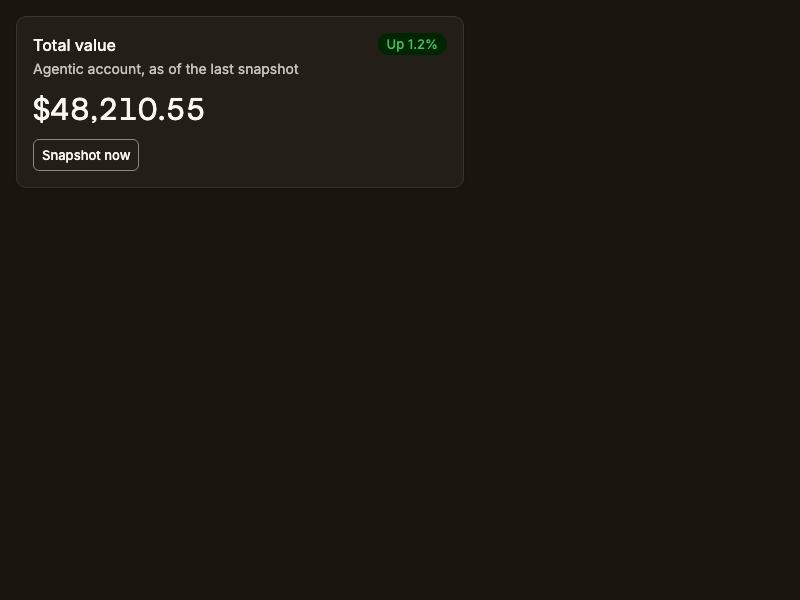 Total value
Up 1.2%
Agentic account, as of the last snapshot
$48,210.55
Snapshot now